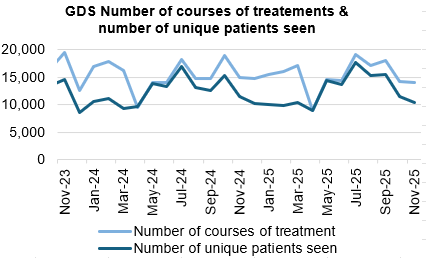 GDS Number of courses of treatements &
number of unique patients seen
20,000
15,000
10,000
5,000
0
Nov-23
Jan-24
Mar-24
May-24
Jul-24
Sep-24
Nov-24
Jan-25
Mar-25
May-25
Jul-25
Sep-25
Nov-25
Number of courses of treatment
Number of unique patients seen